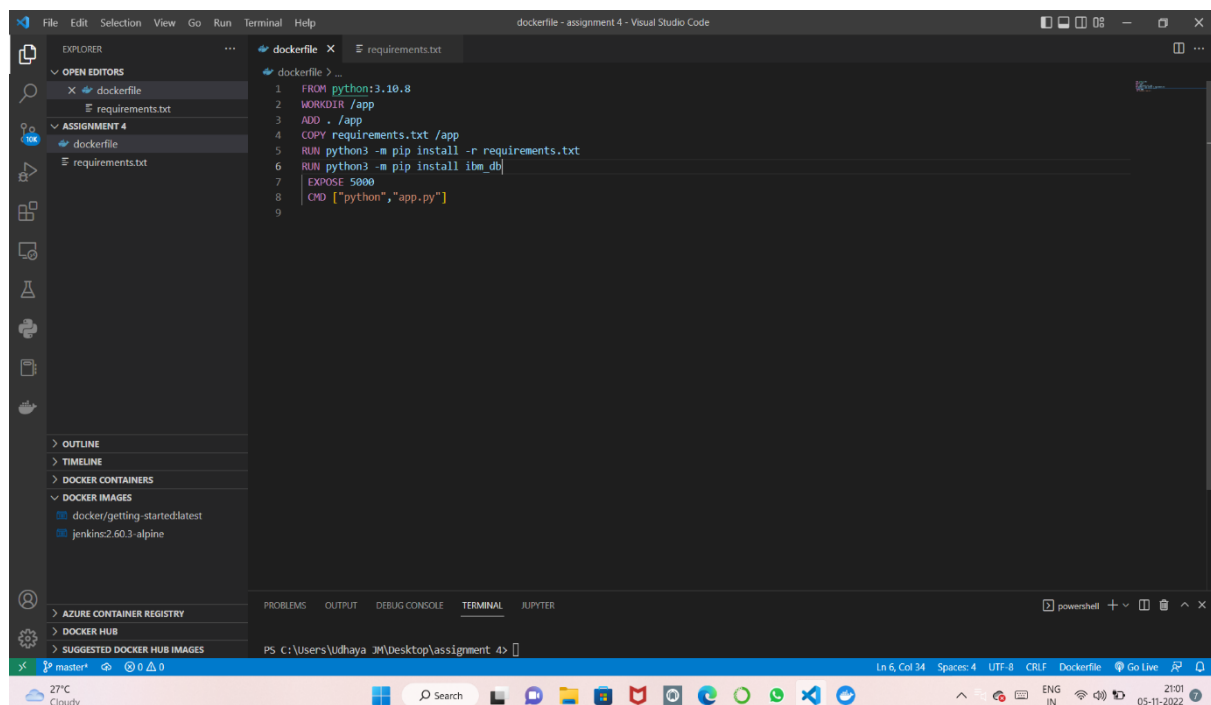 File Edit Selection View Go Run Terminal Help
dockerfile - assignment 4 - Visual Studio Code
EXPLORER
OPEN EDITORS
dockerfile
requirements.txt
ASSIGNMENT 4
dockerfile
requirements.txt
10K
OUTLINE
TIMELINE
DOCKER CONTAINERS
DOCKER IMAGES
docker/getting-started:latest
jenkins:2.60.3-alpine
AZURE CONTAINER REGISTRY
DOCKER HUB
SUGGESTED DOCKER HUB IMAGES
dockerfile requirements.txt
dockerfile > ...
1 FROM python:3.10.8
2 WORKDIR /app
3 ADD . /app
4 COPY requirements.txt /app
5 RUN python3 -m pip install -r requirements.txt
6 RUN python3 -m pip install ibm_db
7 EXPOSE 5000
8 CMD ["python","app.py"]
9
PROBLEMS OUTPUT DEBUG CONSOLE TERMINAL JUPYTER
powershell
PS C:\Users\Udhaya JM\Desktop\assignment 4>
master* 0 0 Ln 6, Col 34 Spaces: 4 UTF-8 CRLF Dockerfile Go Live
27°C
Cloudy
Search
ENG
IN
21:01
05-11-2022
7